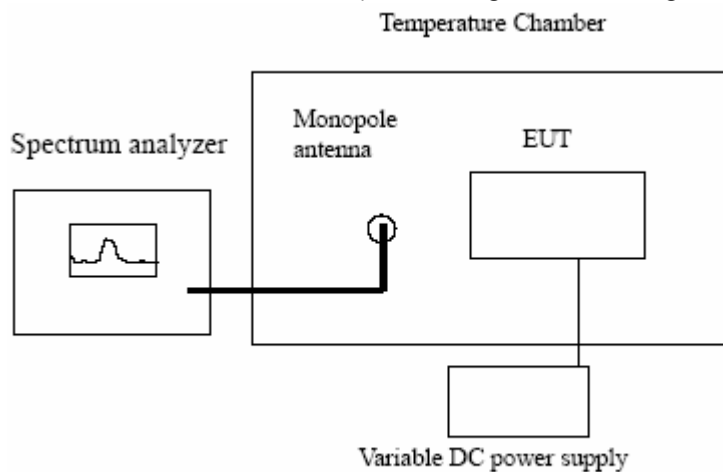 Temperature Chamber
Monopole
antenna
EUT
Spectrum analyzer
Variable DC power supply